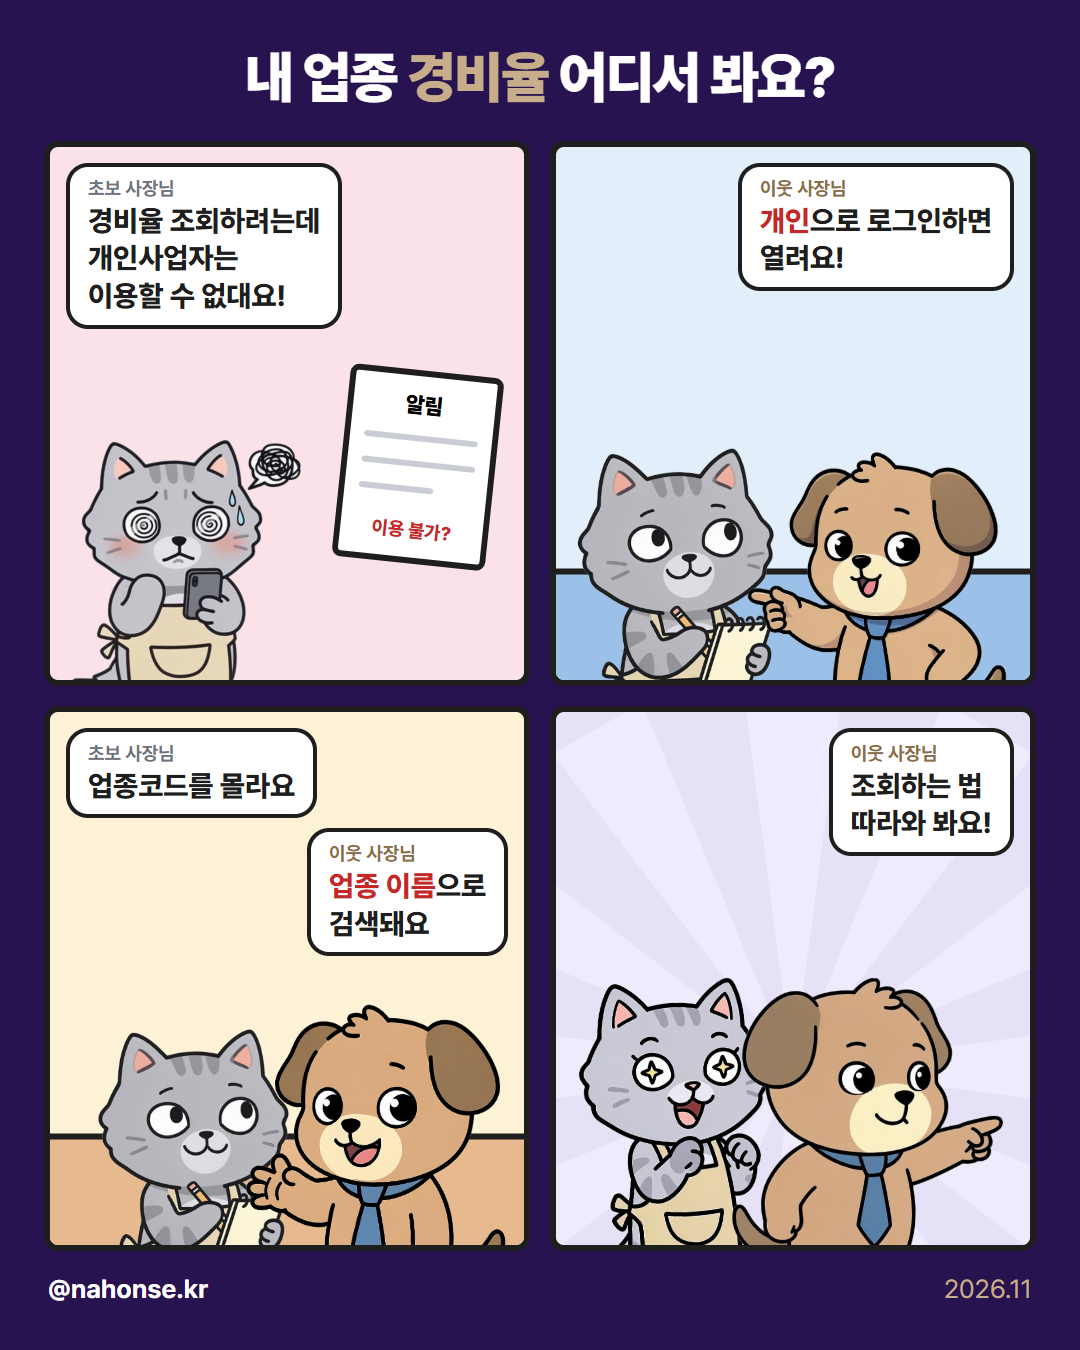 내 업종 경비율 어디서 봐요?
초보 사장님
경비율 조회하려는데
개인사업자는
이용할 수 없대요!
알림
이용 불가?
이웃 사장님
개인으로 로그인하면
열려요!
초보 사장님
업종코드를 몰라요
이웃 사장님
업종 이름으로
검색돼요
이웃 사장님
조회하는 법
따라와 봐요!
@nahonse.kr
2026.11